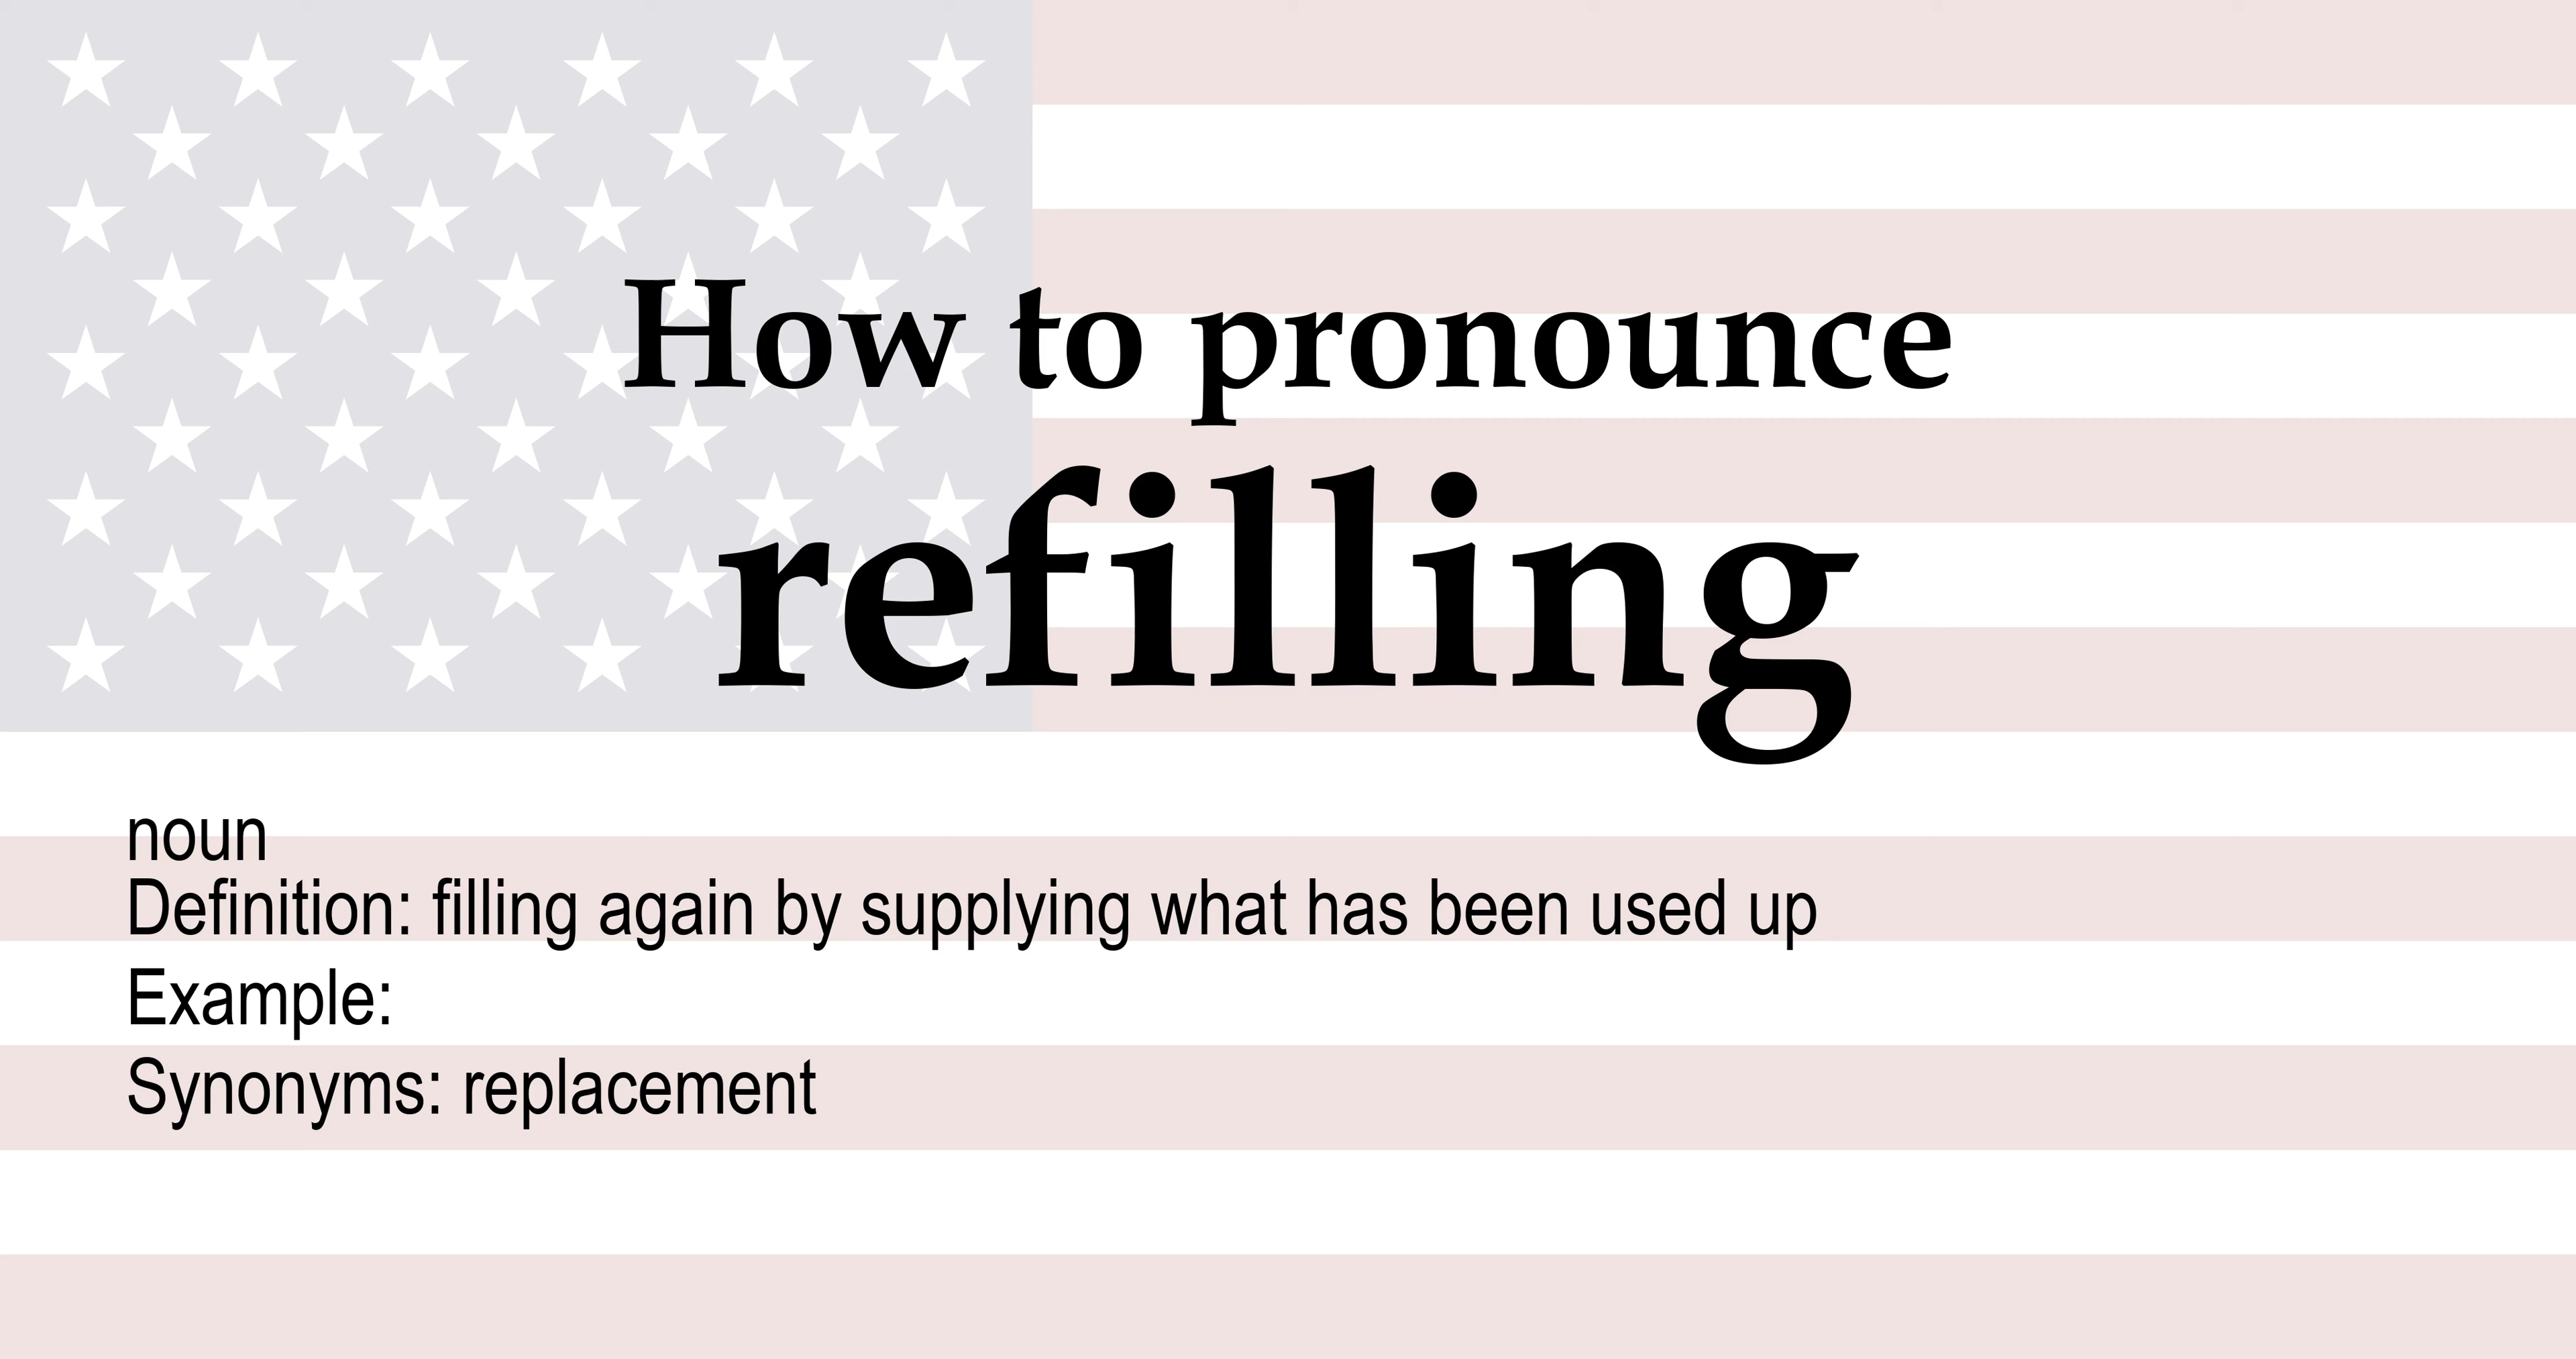 How to pronounce
refilling
noun
Definition: filling again by supplying what has been used up
Example:
Synonyms: replacement